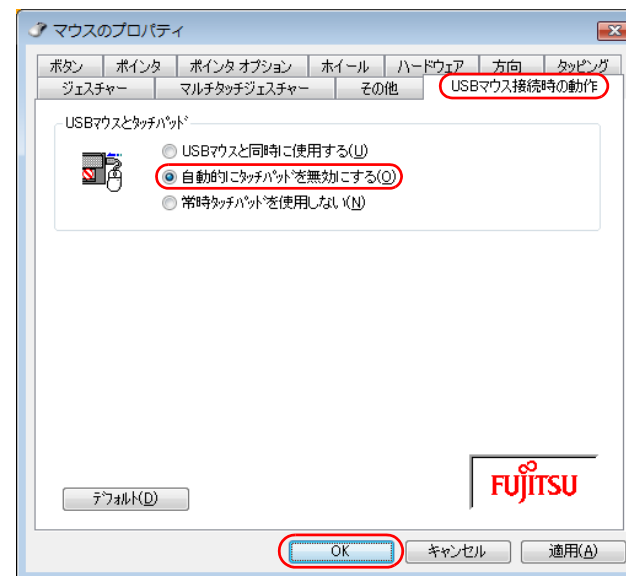 マウスのプロパティ
ボタン ポインタ ポインタ オプション ホイール ハードウェア 方向 タッピング
ジェスチャー マルチタッチジェスチャー その他 USBマウス接続時の動作
USBマウスとタッチパッド
USBマウスと同時に使用する(U)
自動的にタッチパッドを無効にする(O)
常時タッチパッドを使用しない(N)
FUJITSU
デフォルト(D)
OK キャンセル 適用(A)